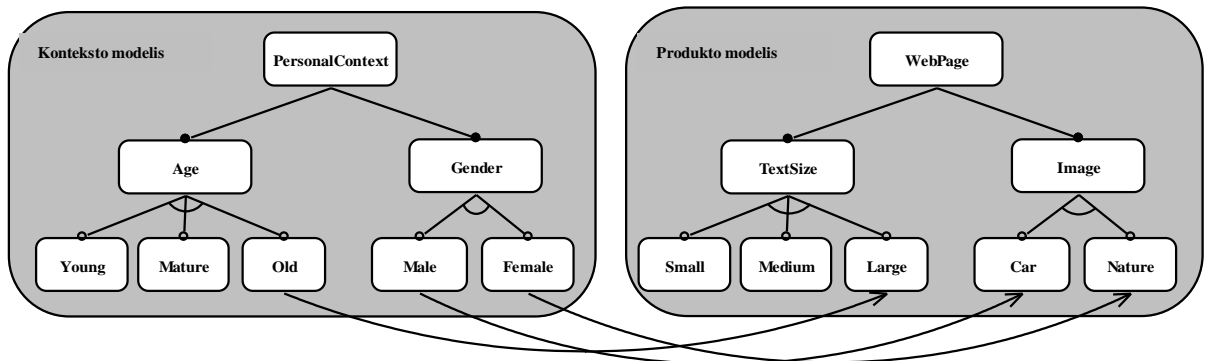 Konteksto modelis
PersonalContext
Age
Gender
Young
Mature
Old
Male
Female
Produkto modelis
WebPage
TextSize
Image
Small
Medium
Large
Car
Nature